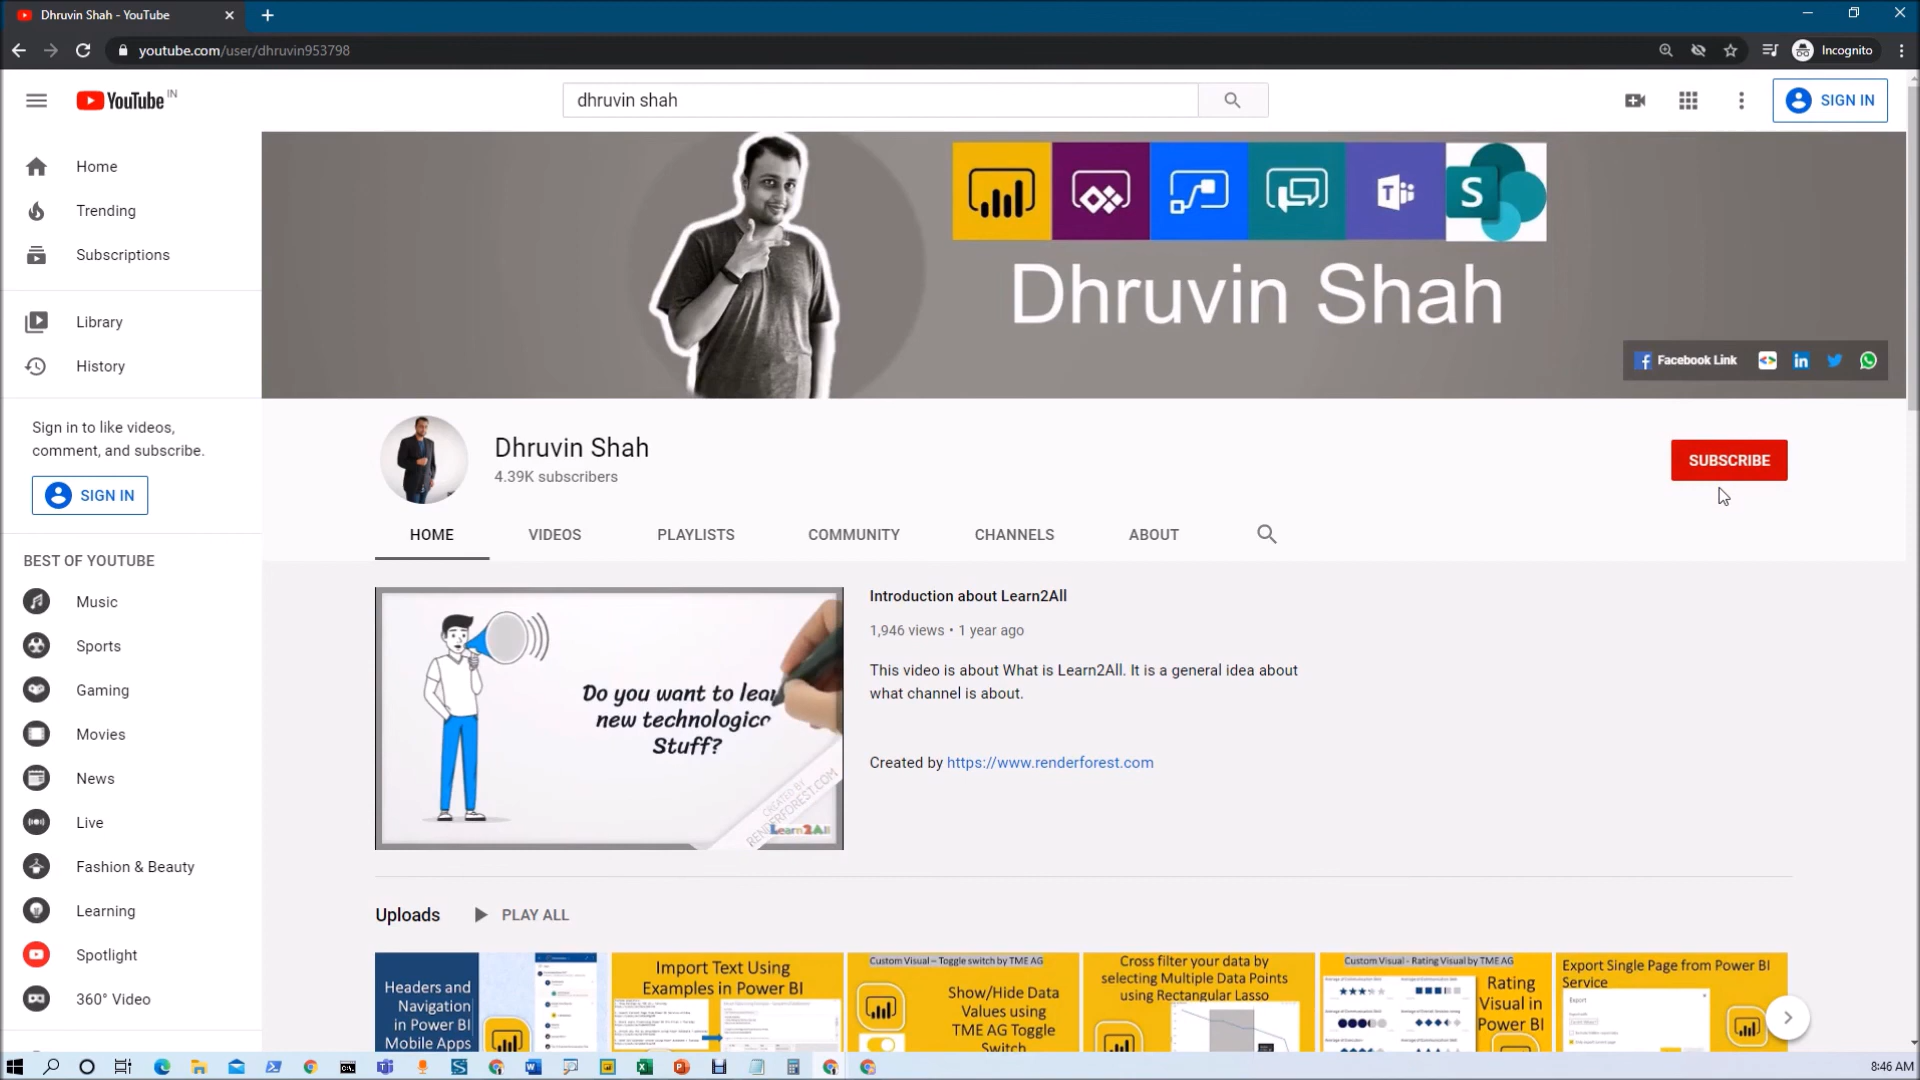 Dhruvin Shah - YouTube
youtube.com/user/dhruvin953798
Incognito
YouTube IN
dhruvin shah
SIGN IN
Home
Trending
Subscriptions
Library
History
Sign in to like videos,
comment, and subscribe.
SIGN IN
BEST OF YOUTUBE
Music
Sports
Gaming
Movies
News
Live
Fashion & Beauty
Learning
Spotlight
360° Video
Dhruvin Shah
Facebook Link
Dhruvin Shah
4.39K subscribers
SUBSCRIBE
HOME
VIDEOS
PLAYLISTS
COMMUNITY
CHANNELS
ABOUT
Do you want to lear
new technologica
Stuff?
CREATED BY
RENDERFOREST.COM
Learn2All
Introduction about Learn2All
1,946 views • 1 year ago
This video is about What is Learn2All. It is a general idea about
what channel is about.
Created by https://www.renderforest.com
Uploads
PLAY ALL
Headers and
Navigation
in Power BI
Mobile Apps
Import Text Using
Examples in Power BI
Custom Visual – Toggle switch by TME AG
Show/Hide Data
Values using
TME AG Toggle
Switch
Cross filter your data by
selecting Multiple Data Points
using Rectangular Lasso
Custom Visual - Rating Visual by TME AG
Rating
Visual in
Power BI
Export Single Page from Power BI
Service
Export
8:46 AM